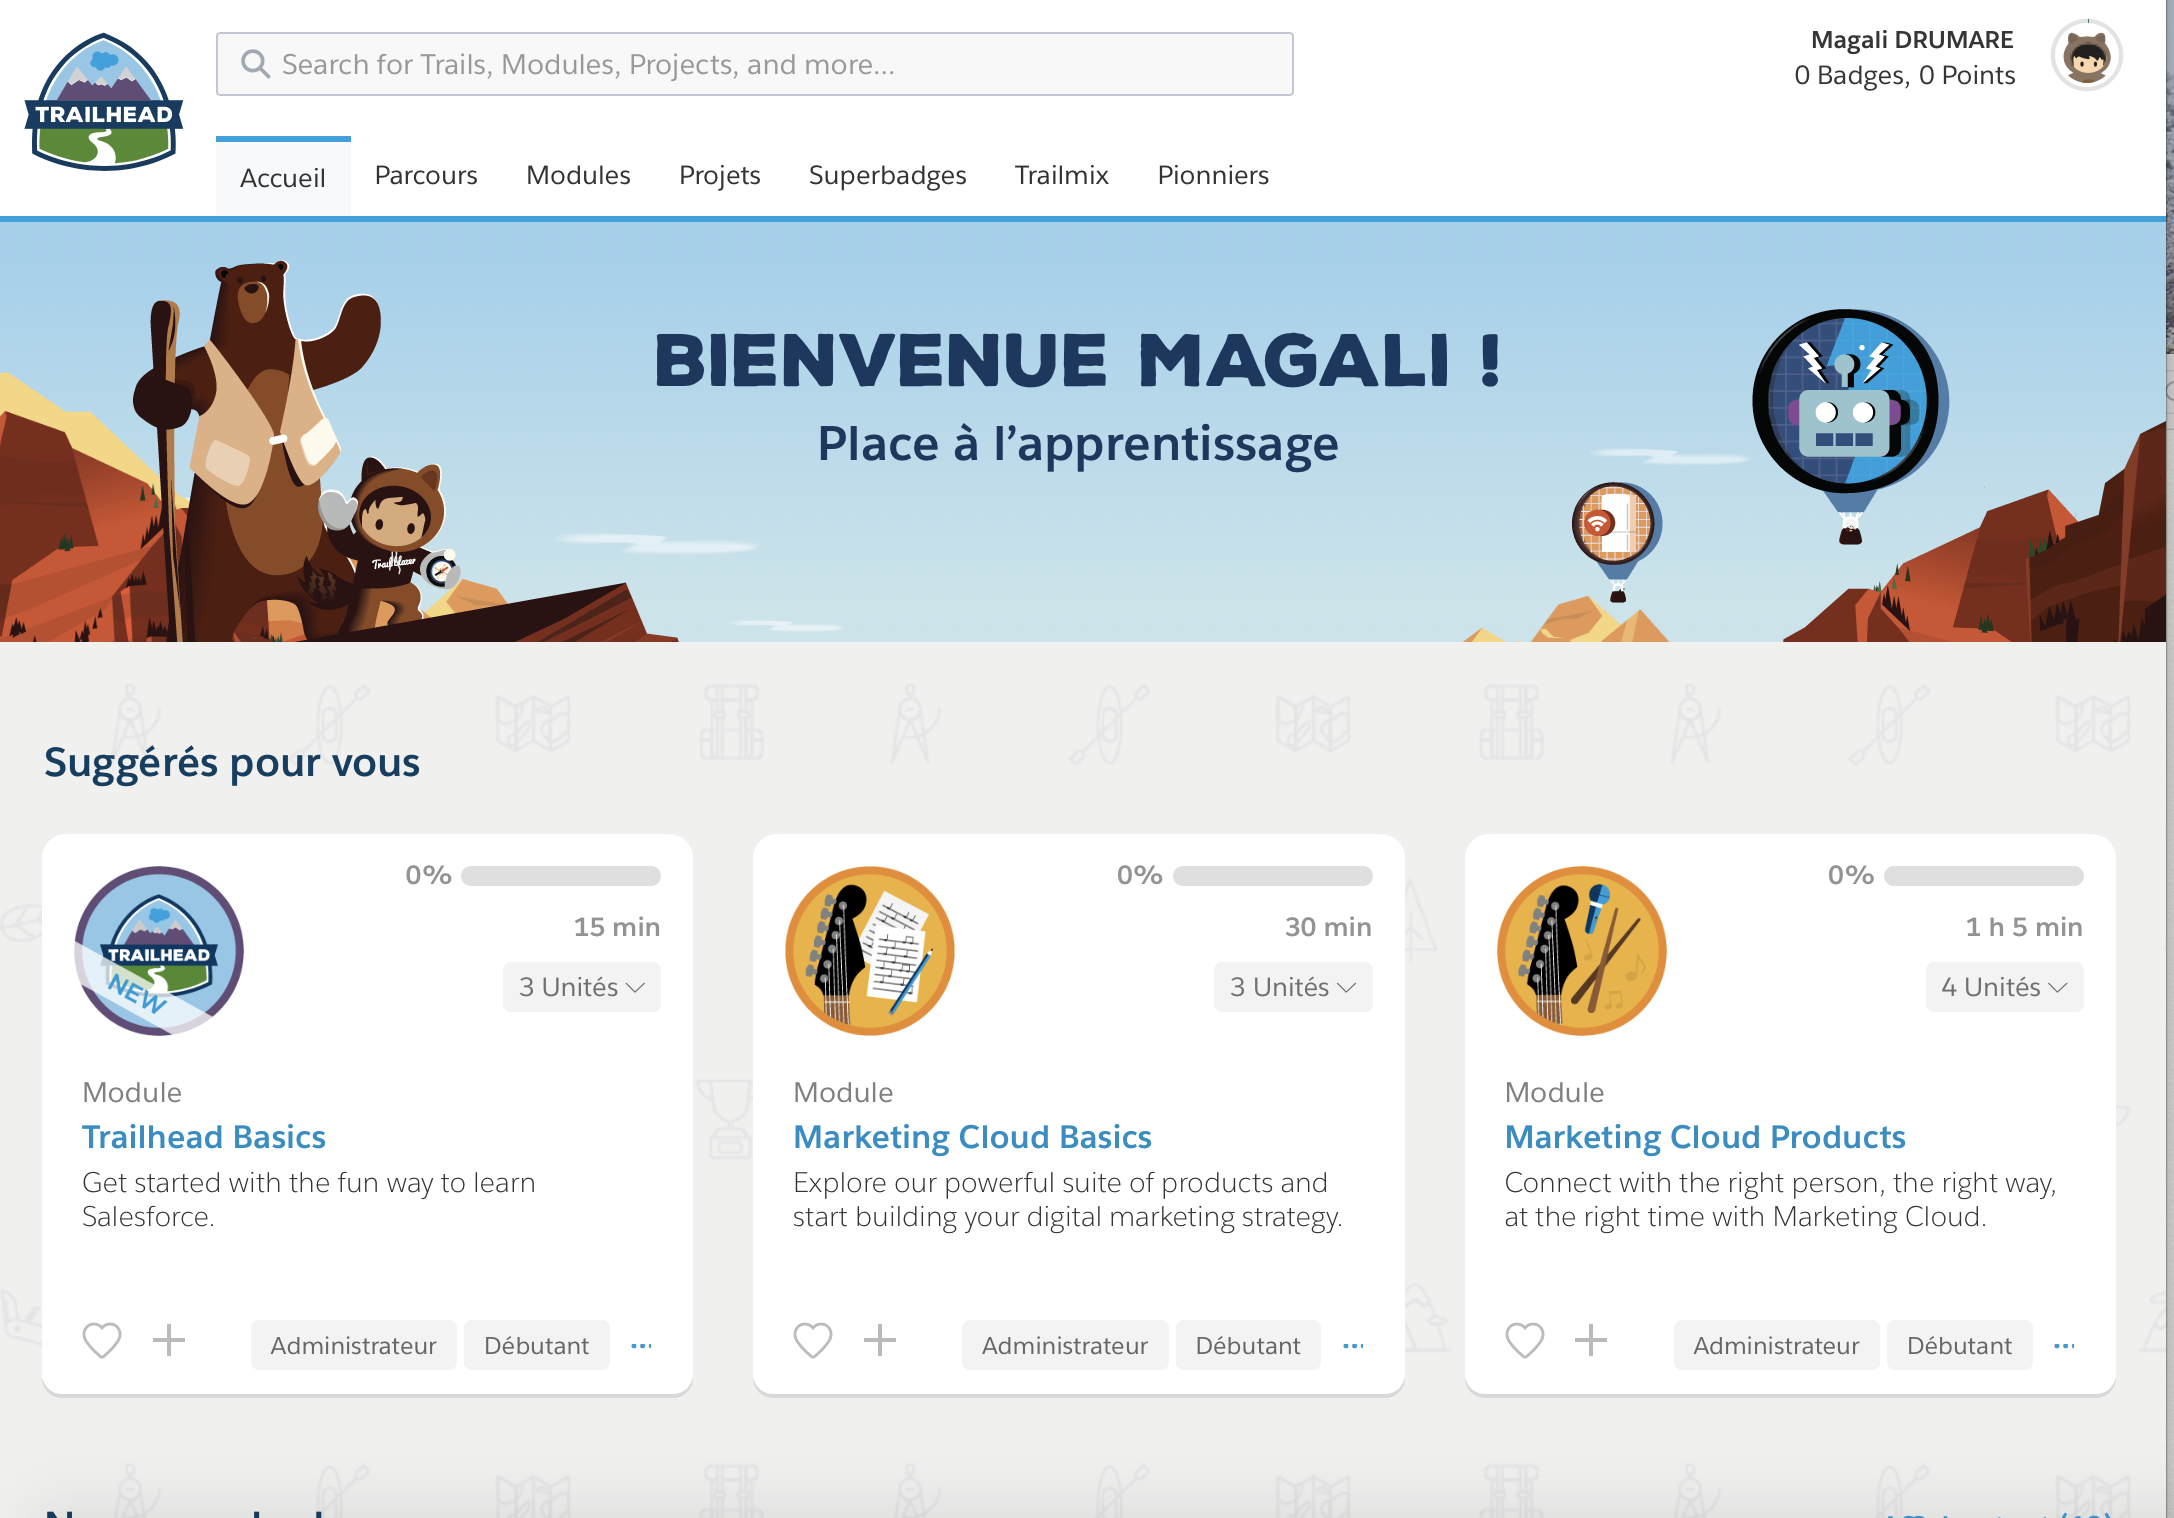 TRAILHEAD
Search for Trails, Modules, Projects, and more...
Magali DRUMARE
0 Badges, 0 Points
Accueil
Parcours
Modules
Projets
Superbadges
Trailmix
Pionniers
BIENVENUE MAGALI !
Place à l’apprentissage
Trailblazer
Suggérés pour vous
TRAILHEAD
NEW
0%
15 min
3 Unités
Module
Trailhead Basics
Get started with the fun way to learn
Salesforce.
Administrateur
Débutant
...
0%
30 min
3 Unités
Module
Marketing Cloud Basics
Explore our powerful suite of products and
start building your digital marketing strategy.
Administrateur
Débutant
...
0%
1 h 5 min
4 Unités
Module
Marketing Cloud Products
Connect with the right person, the right way,
at the right time with Marketing Cloud.
Administrateur
Débutant
...